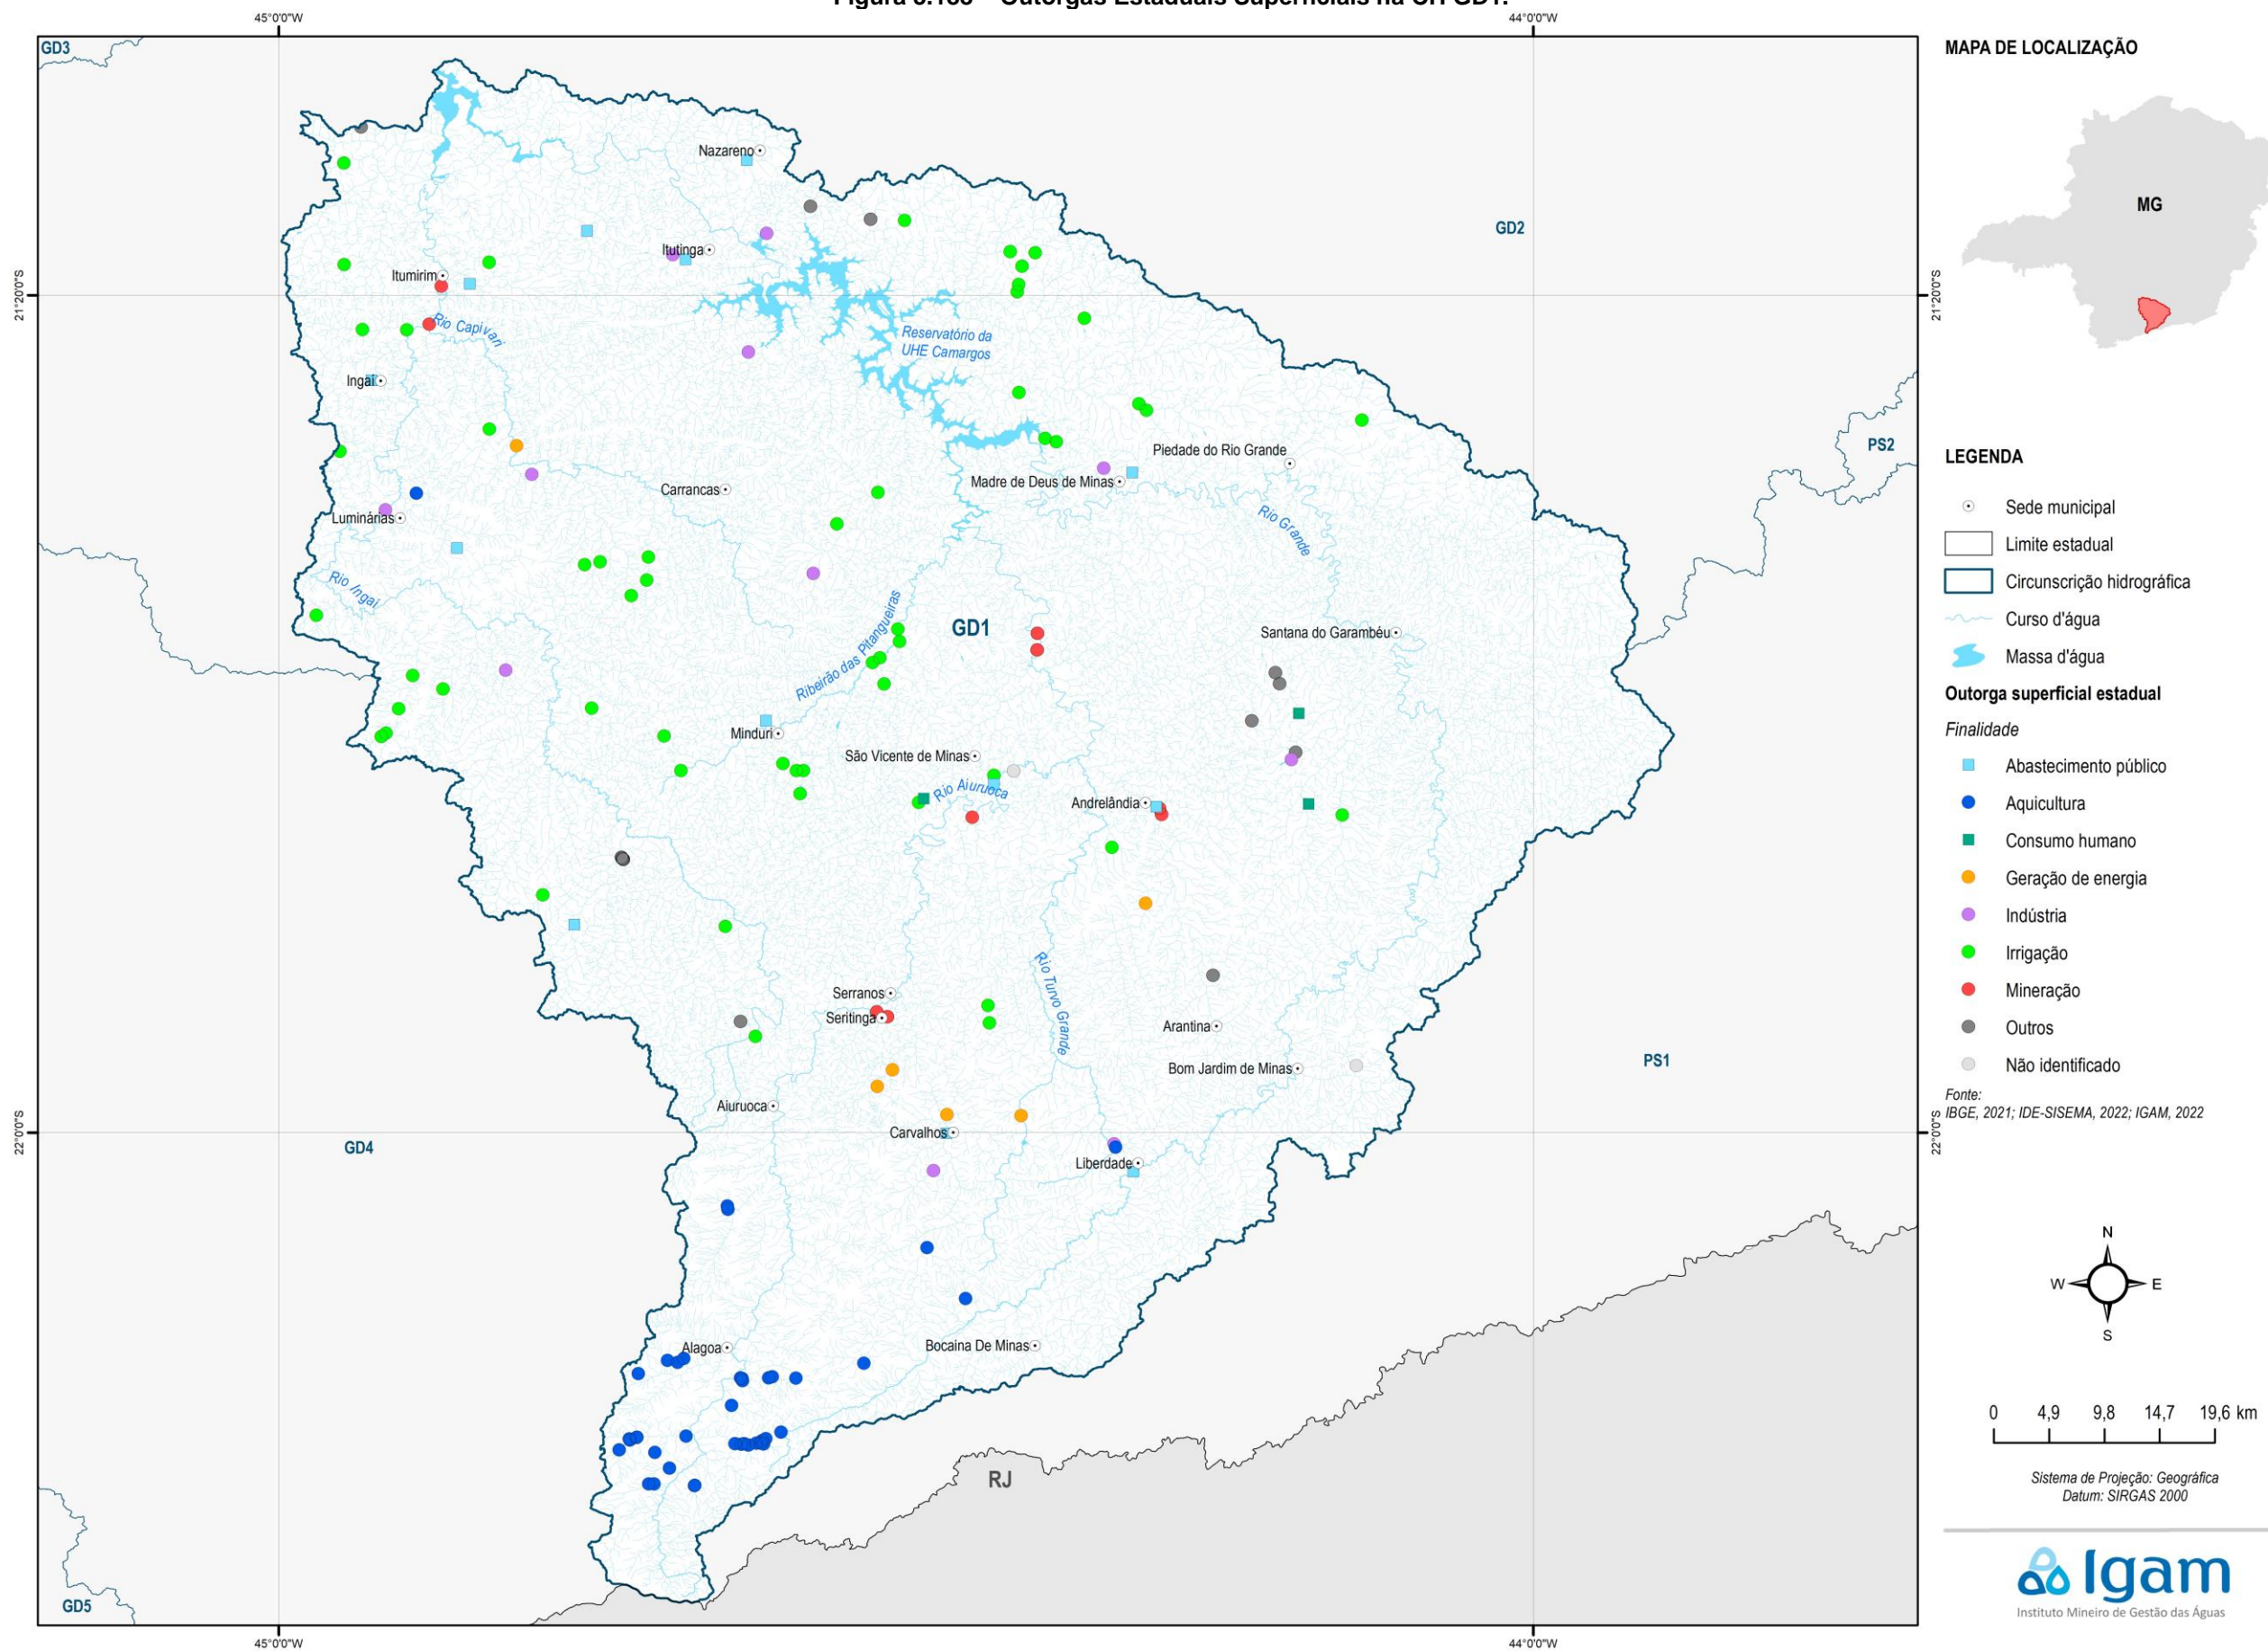 Figura 3.133 – Outorgas Estaduais Superficiais na CH GD1.
45°0'0"W
44°0'0"W
GD3
MAPA DE LOCALIZAÇÃO
Nazareno
MG
GD2
Itutinga
Itumirim
21°20'0"S
21°20'0"S
Rio Capivari
Reservatório da
UHE Camargos
Ingaí
PS2
Piedade do Rio Grande
LEGENDA
Madre de Deus de Minas
Carrancas
Sede municipal
Luminárias
Rio Grande
Limite estadual
Circunscrição hidrográfica
Rio Ingaí
Curso d'água
GD1
Santana do Garambéu
Massa d'água
Ribeirão das Pitangueiras
Outorga superficial estadual
Minduri
Finalidade
São Vicente de Minas
Abastecimento público
Rio Aiuruoca
Andrelândia
Aquicultura
Consumo humano
Geração de energia
Indústria
Irrigação
Rio Turvo Grande
Serranos
Mineração
Seritinga
Arantina
Outros
Bom Jardim de Minas
PS1
Não identificado
Fonte:
IBGE, 2021; IDE-SISEMA, 2022; IGAM, 2022
Aiuruoca
Carvalhos
22°0'0"S
22°0'0"S
GD4
Liberdade
N
W
E
S
Alagoa
Bocaina De Minas
0 4,9 9,8 14,7 19,6 km
RJ
Sistema de Projeção: Geográfica
Datum: SIRGAS 2000
Igam
Instituto Mineiro de Gestão das Águas
GD5
45°0'0"W
44°0'0"W